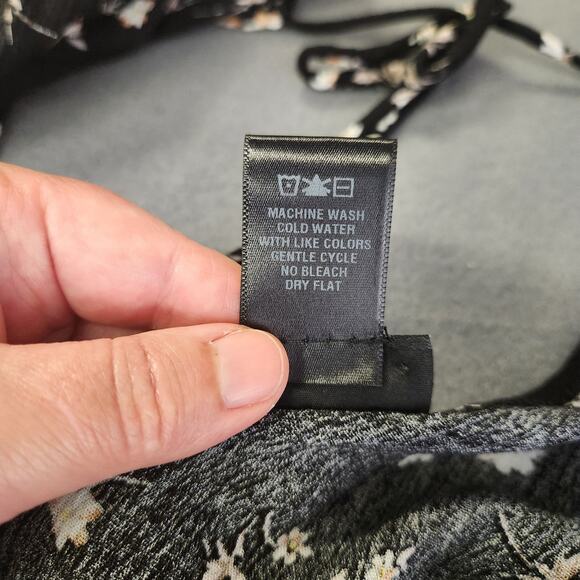 MACHINE WASH
COLD WATER
WITH LIKE COLORS
GENTLE CYCLE
NO BLEACH
DRY FLAT